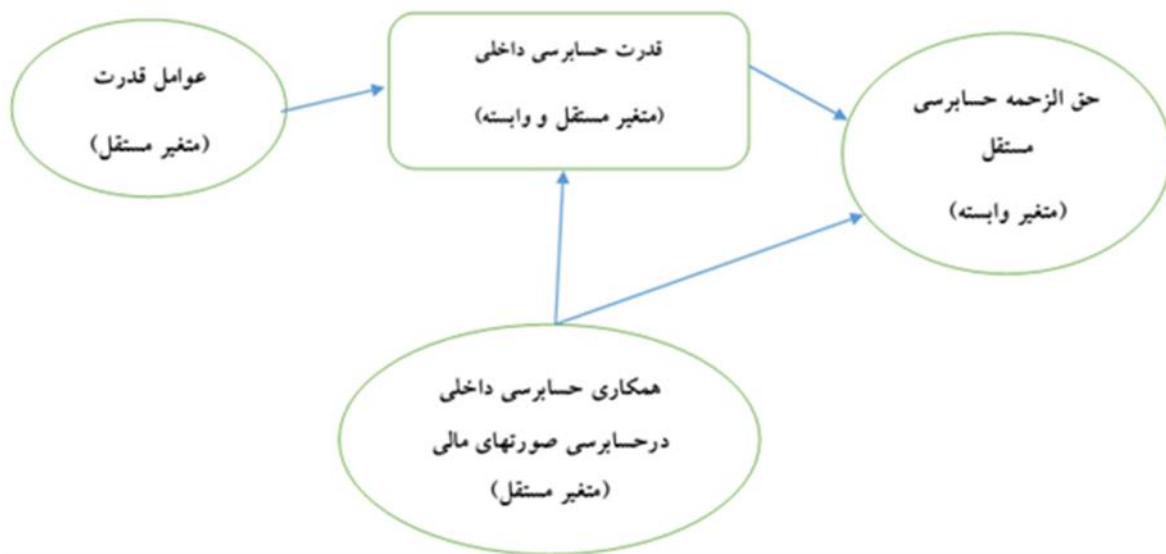 عوامل قدرت
(متغیر مستقل)
قدرت حسابرسی داخلی
(متغیر مستقل و وابسته)
حق الزحمه حسابرسی
مستقل
(متغیر وابسته)
همکاری حسابرسی داخلی
درحسابرسی صورتهای مالی
(متغیر مستقل)